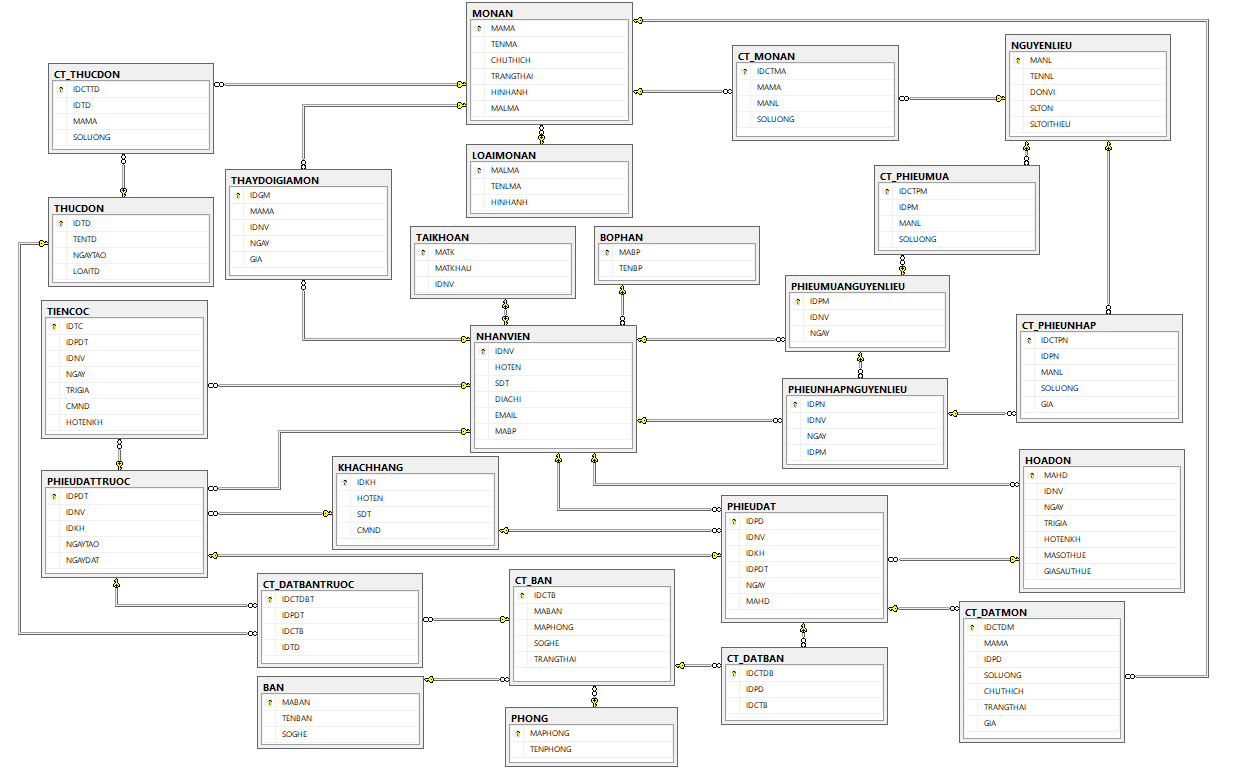 MONAN
MAMA
TENMA
CHUTHICH
TRANGTHAI
HINHANH
MALMA
CT_THUCDON
IDCTTD
IDTD
MAMA
SOLUONG
CT_MONAN
IDCTMA
MAMA
MANL
SOLUONG
NGUYENLIEU
MANL
TENNL
DONVI
SLTON
SLTOITHIEU
LOAIMONAN
MALMA
TENLMA
HINHANH
THAYDOIGIAMON
IDGM
MAMA
IDNV
NGAY
GIA
CT_PHIEUMUA
IDCTPM
IDPM
MANL
SOLUONG
THUCDON
IDTD
TENTD
NGAYTAO
LOAITD
TAIKHOAN
MATK
MATKHAU
IDNV
BOPHAN
MABP
TENBP
PHIEUMUANGUYENLIEU
IDPM
IDNV
NGAY
TIENCOC
IDTC
IDPDT
IDNV
NGAY
TRIGIA
CMND
HOTENKH
NHANVIEN
IDNV
HOTEN
SDT
DIACHI
EMAIL
MABP
CT_PHIEUNHAP
IDCTPN
IDPN
MANL
SOLUONG
GIA
PHIEUNHAPNGUYENLIEU
IDPN
IDNV
NGAY
IDPM
PHIEUDATTRUOC
IDPDT
IDNV
IDKH
NGAYTAO
NGAYDAT
KHACHHANG
IDKH
HOTEN
SDT
CMND
HOADON
MAHD
IDNV
NGAY
TRIGIA
HOTENKH
MASOTHUE
GIASAUTHUE
PHIEUDAT
IDPD
IDNV
IDKH
IDPDT
NGAY
MAHD
CT_DATBANTRUOC
IDCTDBT
IDPDT
IDCTB
IDTD
CT_BAN
IDCTB
MABAN
MAPHONG
SOGHE
TRANGTHAI
CT_DATMON
IDCTDM
MAMA
IDPD
SOLUONG
CHUTHICH
TRANGTHAI
GIA
CT_DATBAN
IDCTDB
IDPD
IDCTB
BAN
MABAN
TENBAN
SOGHE
PHONG
MAPHONG
TENPHONG